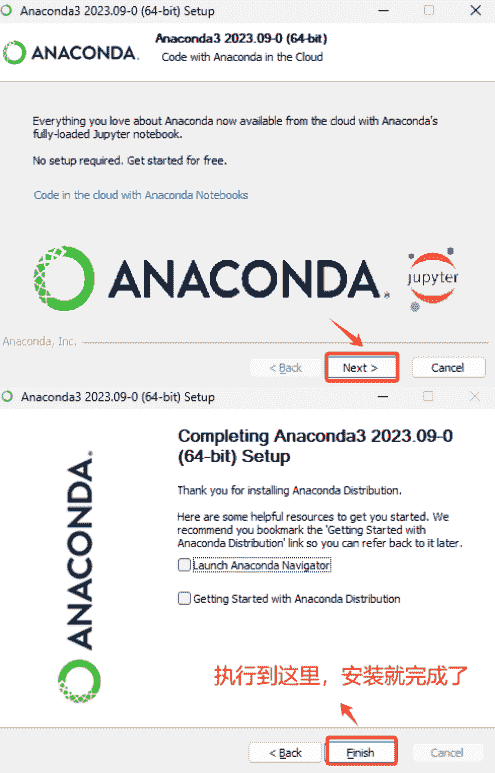 Anaconda3 2023.09-0 (64-bit) Setup
ANACONDA.
Anaconda3 2023.09-0 (64-bit)
Code with Anaconda in the Cloud
Everything you love about Anaconda now available from the cloud with Anaconda's
fully-loaded Jupyter notebook.
No setup required. Get started for free.
Code in the cloud with Anaconda Notebooks
ANACONDA.
jupyter
Anaconda, Inc.
< Back
Next >
Cancel
Anaconda3 2023.09-0 (64-bit) Setup
ANACONDA.
Completing Anaconda3 2023.09-0
(64-bit) Setup
Thank you for installing Anaconda Distribution.
Here are some helpful resources to get you started. We
recommend you bookmark the 'Getting Started with
Anaconda Distribution' link so you can refer back to it later.
Launch Anaconda Navigator
Getting Started with Anaconda Distribution
执行到这里，安装就完成了
< Back
Finish
Cancel